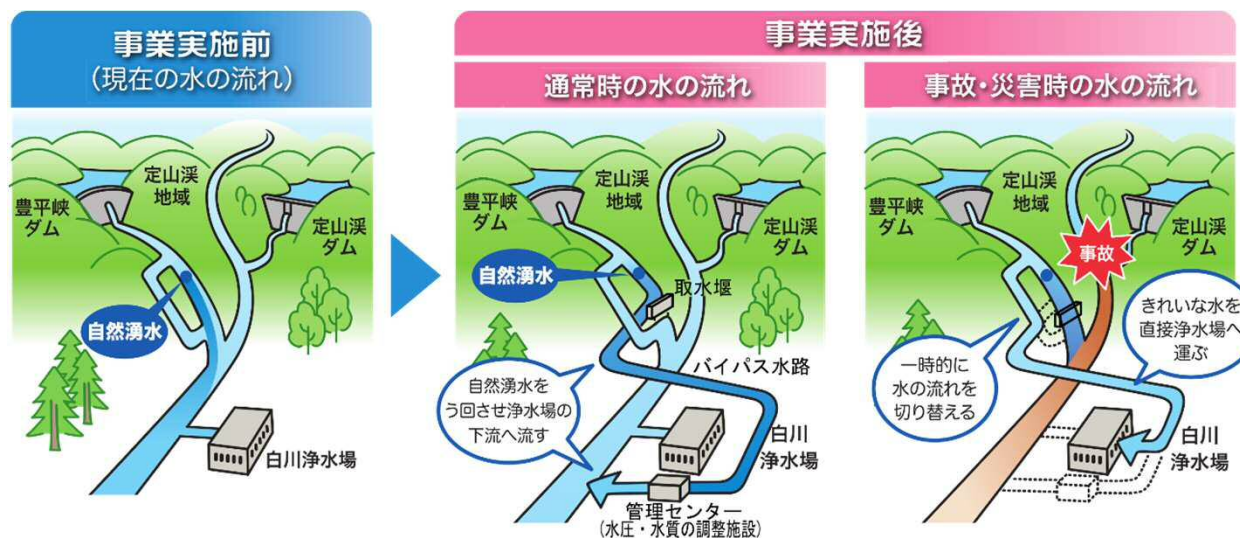 事業実施前
(現在の水の流れ)
豊平峡
ダム
定山渓
地域
定山渓
ダム
自然湧水
白川浄水場
事業実施後
通常時の水の流れ
豊平峡
ダム
定山渓
地域
定山渓
ダム
自然湧水
取水堰
バイパス水路
自然湧水を
う回させ浄水場の
下流へ流す
白川
浄水場
管理センター
(水圧・水質の調整施設)
事故・災害時の水の流れ
豊平峡
ダム
定山渓
地域
定山渓
ダム
事故
きれいな水を
直接浄水場へ
運ぶ
一時的に
水の流れを
切り替える
白川
浄水場